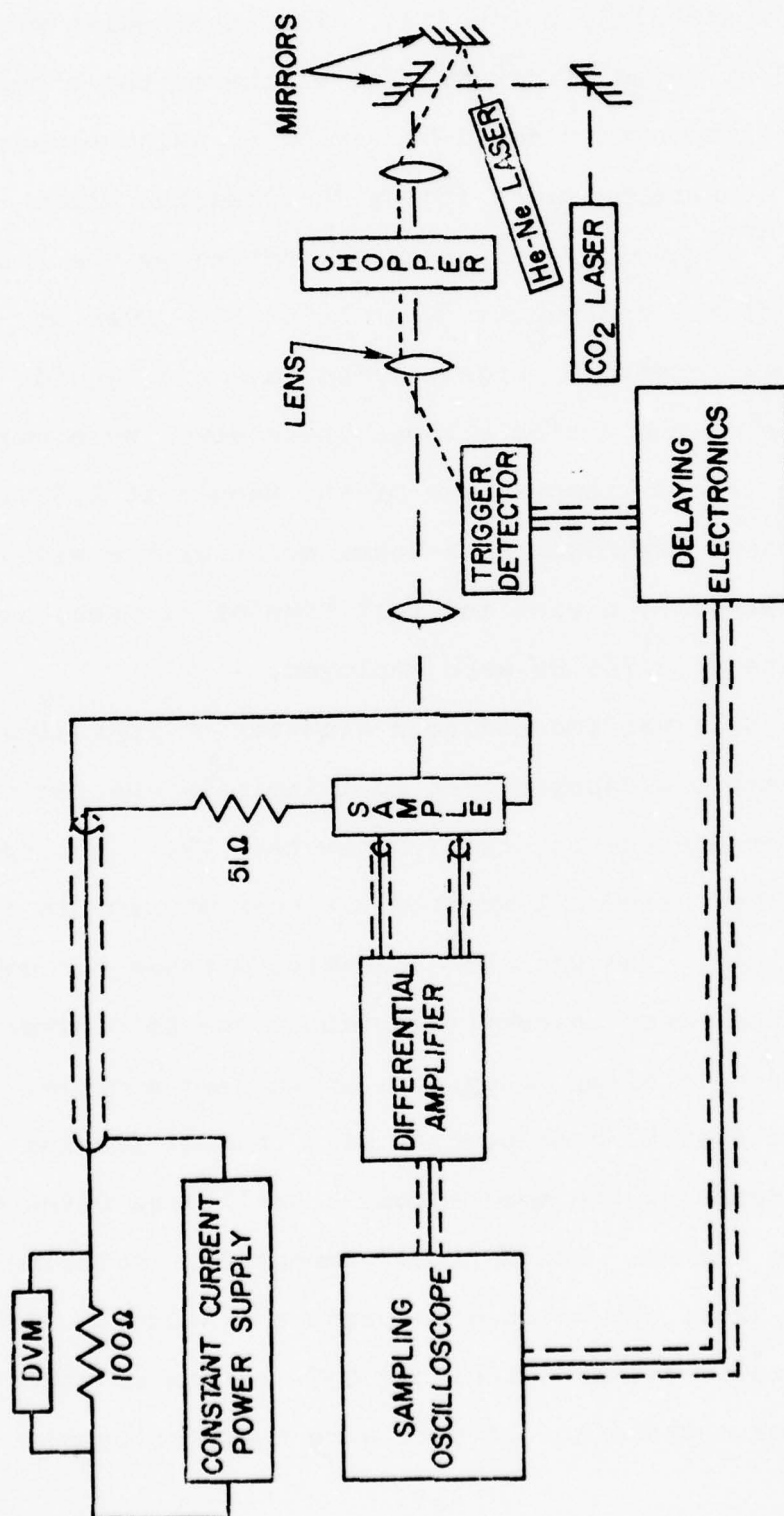 DVM
100Ω
CONSTANT CURRENT
POWER SUPPLY
51Ω
SAMPLE
DIFFERENTIAL
AMPLIFIER
SAMPLING
OSCILLOSCOPE
LENS
CHOPPER
MIRRORS
He-Ne LASER
CO2 LASER
TRIGGER
DETECTOR
DELAYING
ELECTRONICS